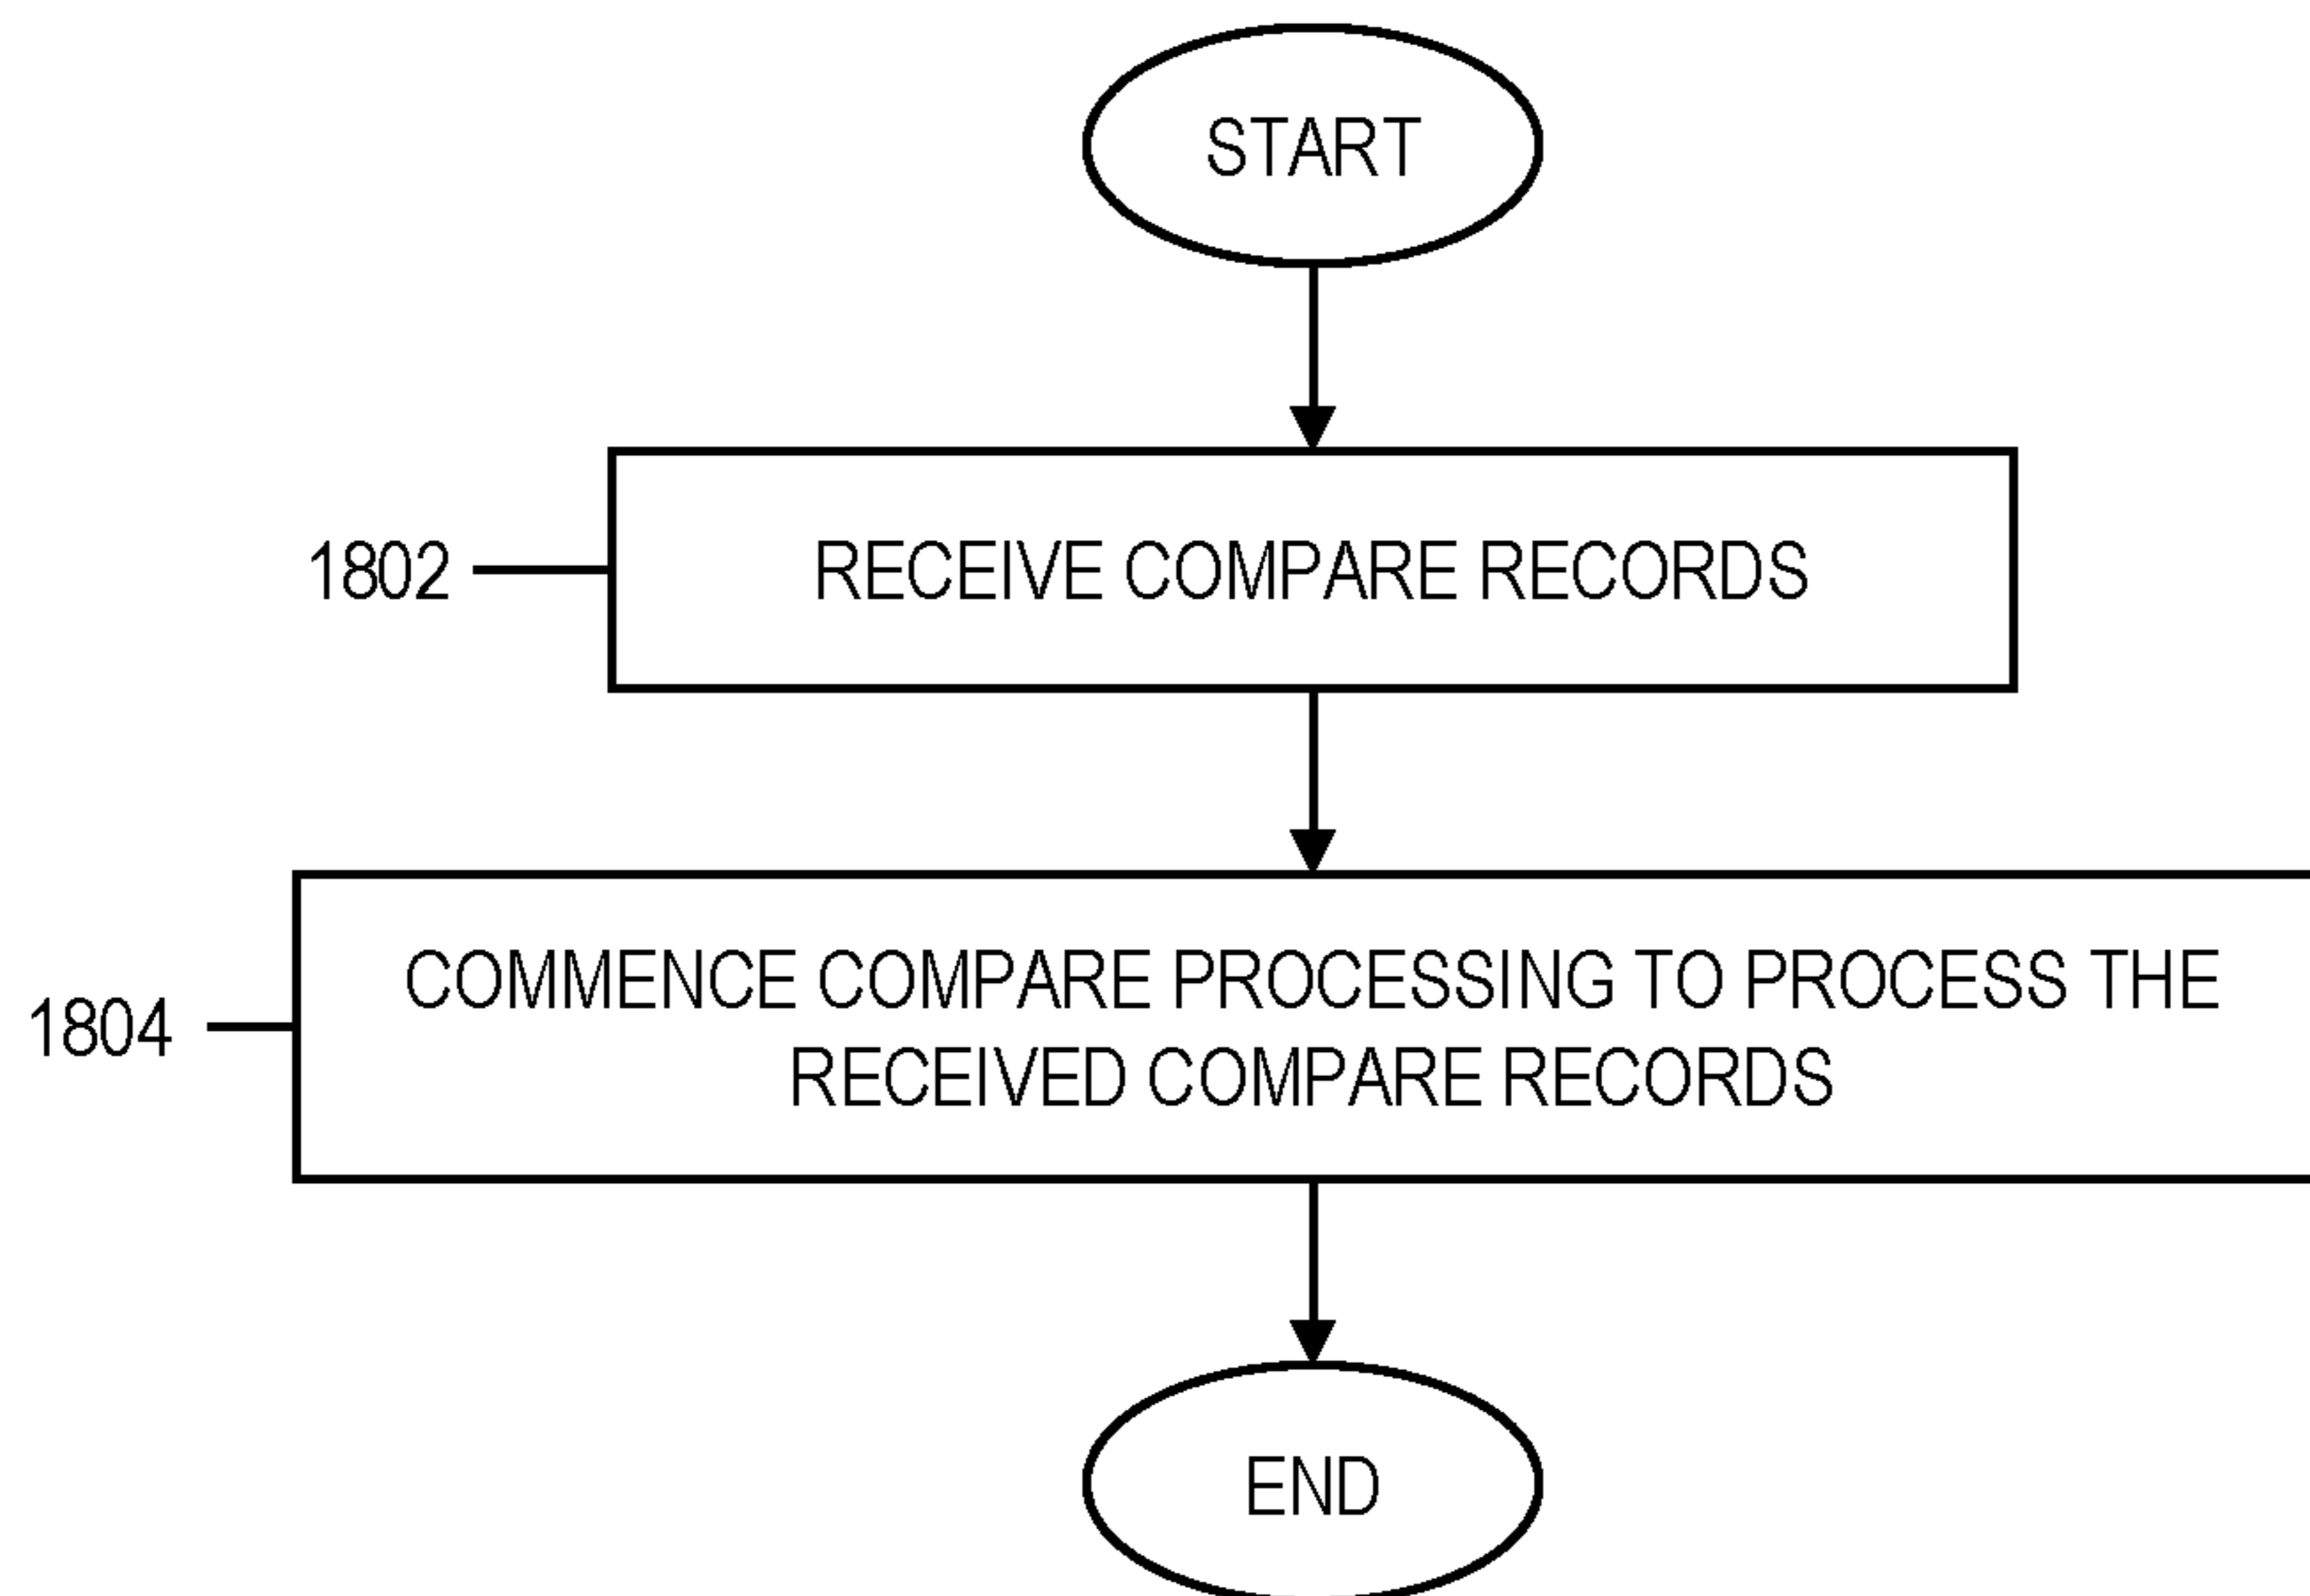 START
1802
RECEIVE COMPARE RECORDS
1804
COMMENCE COMPARE PROCESSING TO PROCESS THE
RECEIVED COMPARE RECORDS
END